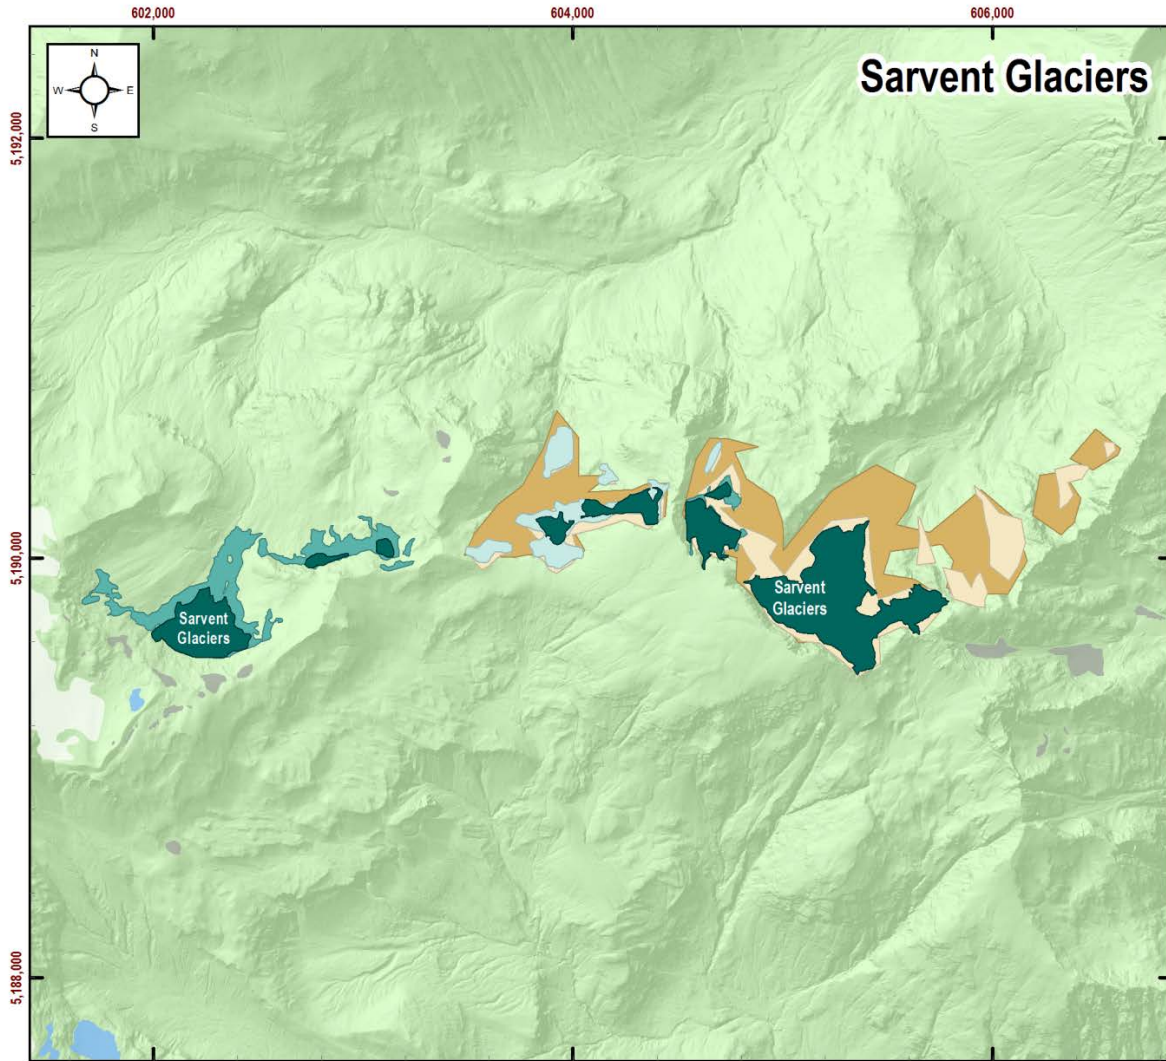 602,000
604,000
606,000
N
W
E
S
Sarvent Glaciers
5,192,000
5,190,000
5,188,000
Sarvent
Glaciers
Sarvent
Glaciers